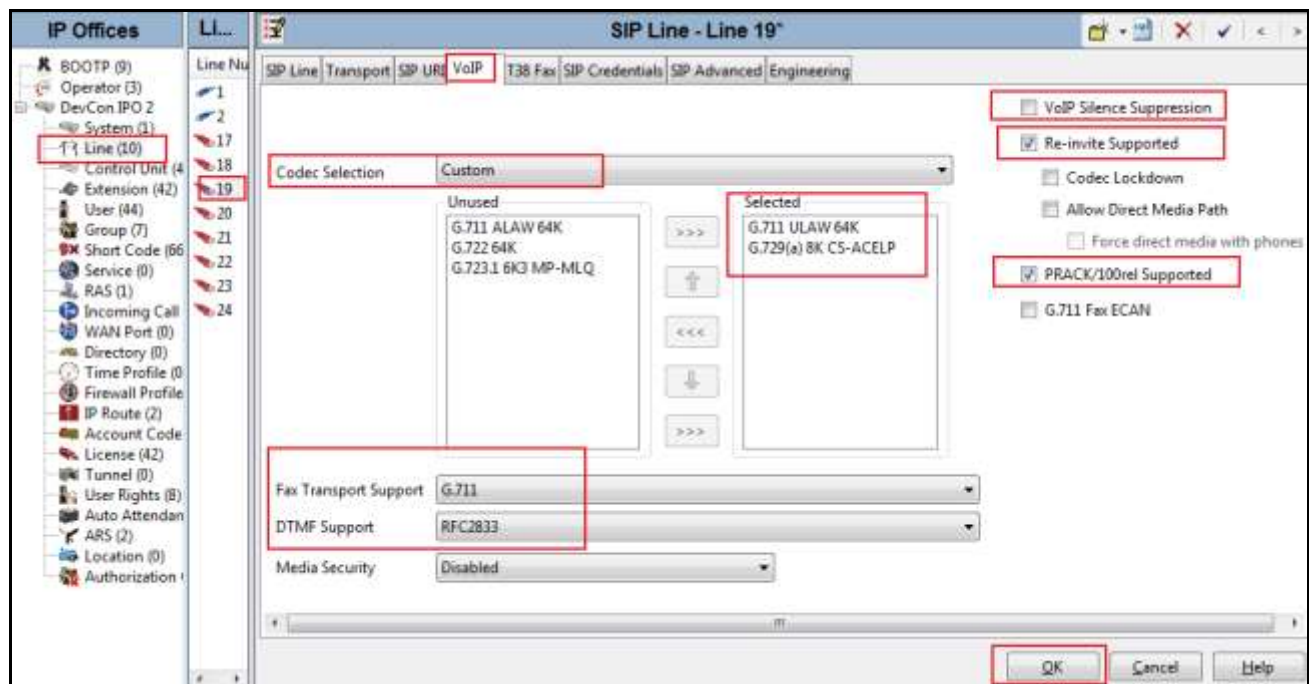 IP Offices
BOOTP (9)
Operator (3)
DevCon IPO 2
System (1)
Line (10)
Control Unit (4
Extension (42)
User (44)
Group (7)
Short Code (66
Service (0)
RAS (1)
Incoming Call
WAN Port (0)
Directory (0)
Time Profile (0
Firewall Profile
IP Route (2)
Account Code
License (42)
Tunnel (0)
User Rights (8)
Auto Attendan
ARS (2)
Location (0)
Authorization
Li...
Line Nu
1
2
17
18
19
20
21
22
23
24
SIP Line - Line 19*
SIP Line Transport SIP URI VoIP T38 Fax SIP Credentials SIP Advanced Engineering
Codec Selection Custom
Unused
G.711 ALAW 64K
G.722 64K
G.723.1 6K3 MP-MLQ
>>>
<<<
>>>
Selected
G.711 ULAW 64K
G.729(a) 8K CS-ACELP
Fax Transport Support G.711
DTMF Support RFC2833
Media Security Disabled
VoIP Silence Suppression
Re-invite Supported
Codec Lockdown
Allow Direct Media Path
Force direct media with phones
PRACK/100rel Supported
G.711 Fax ECAN
OK Cancel Help